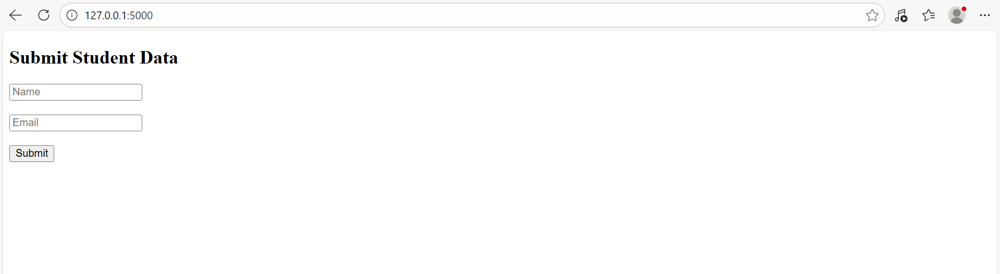 127.0.0.1:5000
Submit Student Data
Name
Email
Submit